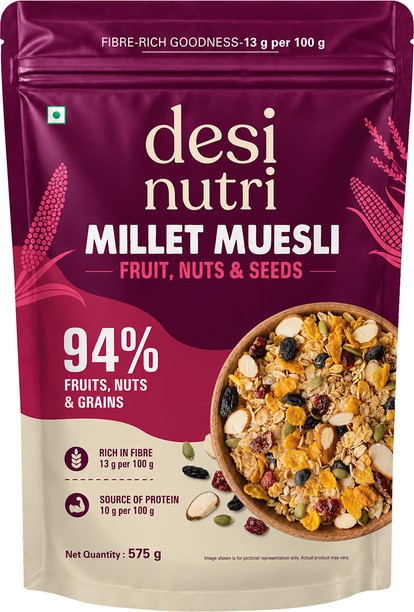 FIBRE-RICH GOODNESS-13 g per 100 g
desi
nutri
MILLET MUESLI
FRUIT, NUTS & SEEDS
94%
FRUITS, NUTS
& GRAINS
RICH IN FIBRE
13 g per 100 g
SOURCE OF PROTEIN
10 g per 100 g
Net Quantity : 575 g
Image shown is for pictorial representation only. Actual product may vary.